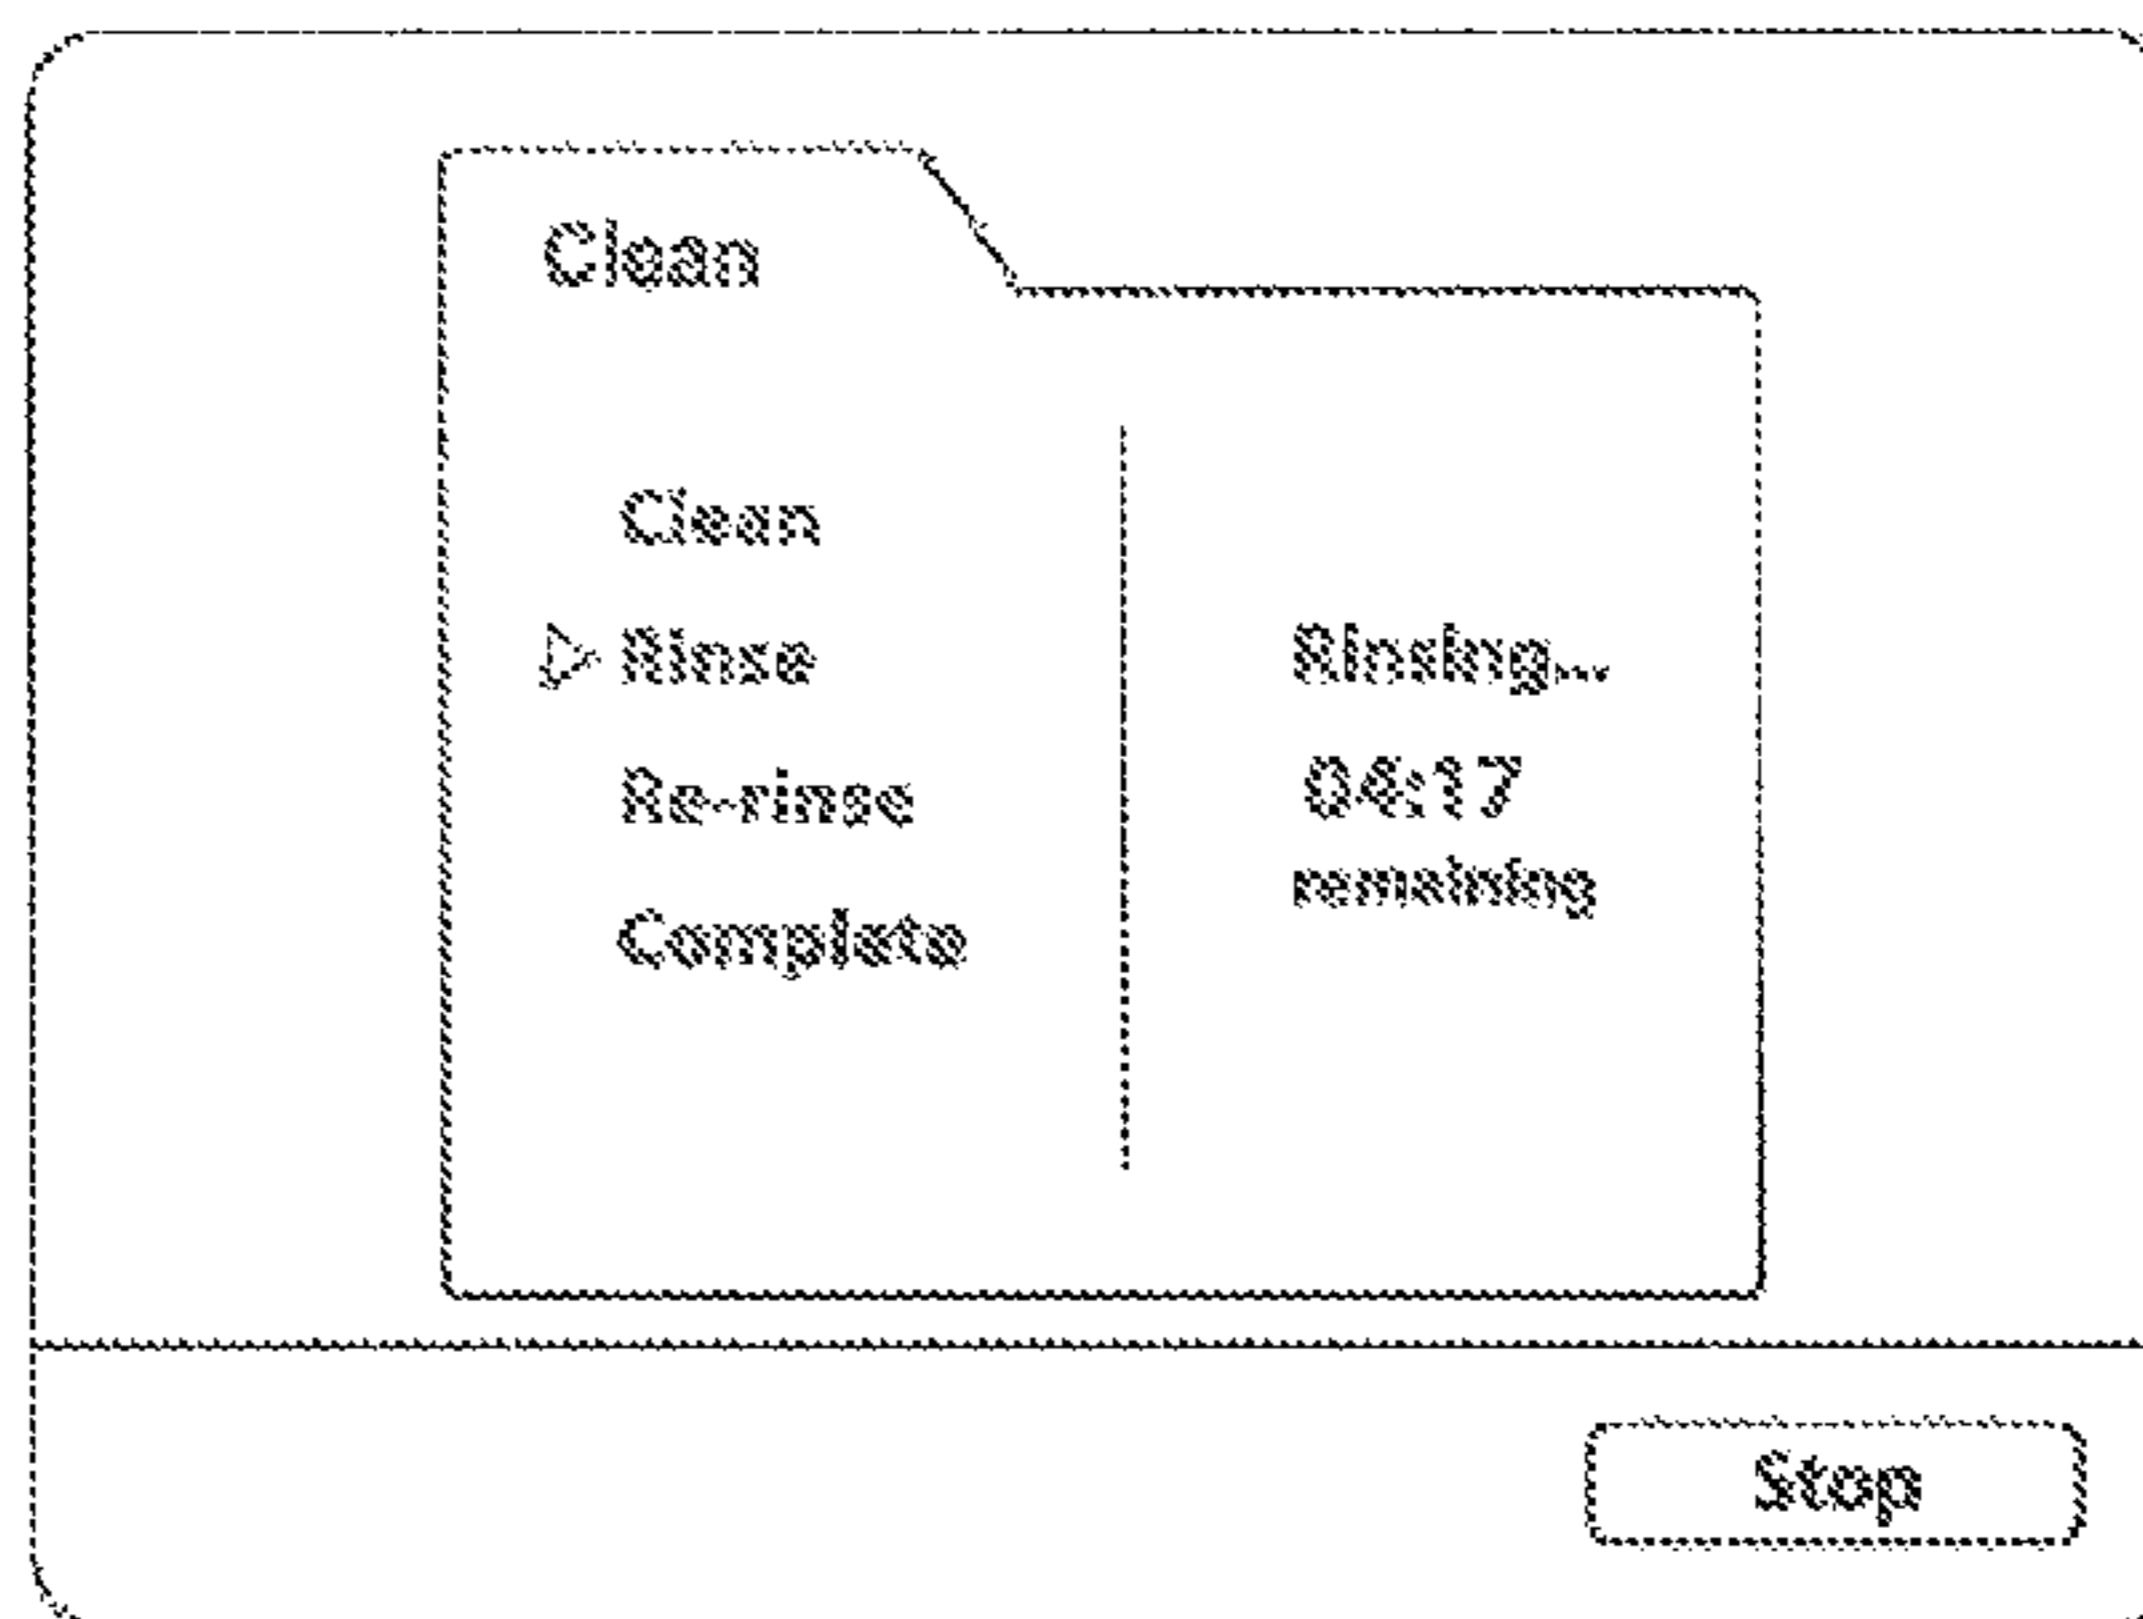 Clean
Clean
▷ Rinse
Re-rinse
Complete
Rinsing...
04:17
remaining
Stop